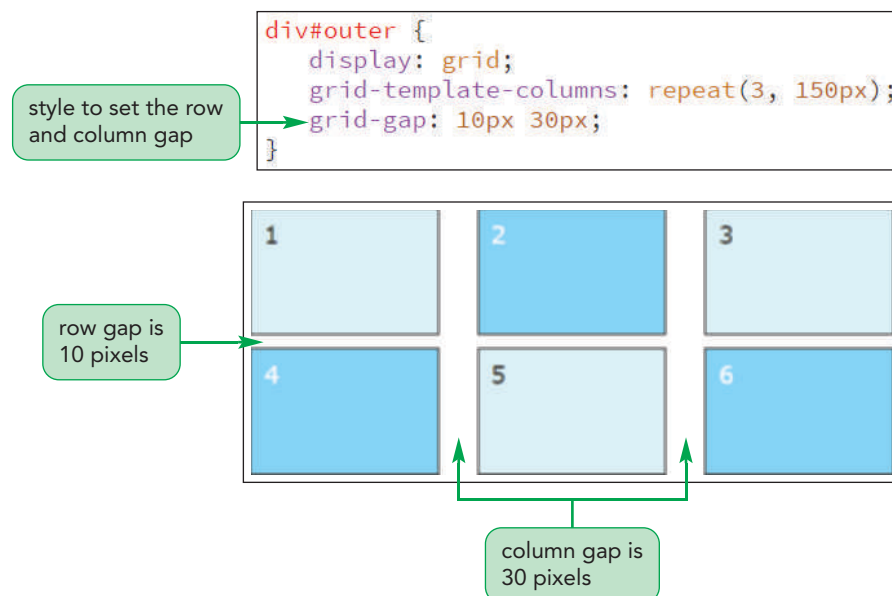 div#outer {
display: grid;
grid-template-columns: repeat(3, 150px);
grid-gap: 10px 30px;
}
style to set the row
and column gap
1
2
3
row gap is
10 pixels
4
5
6
column gap is
30 pixels